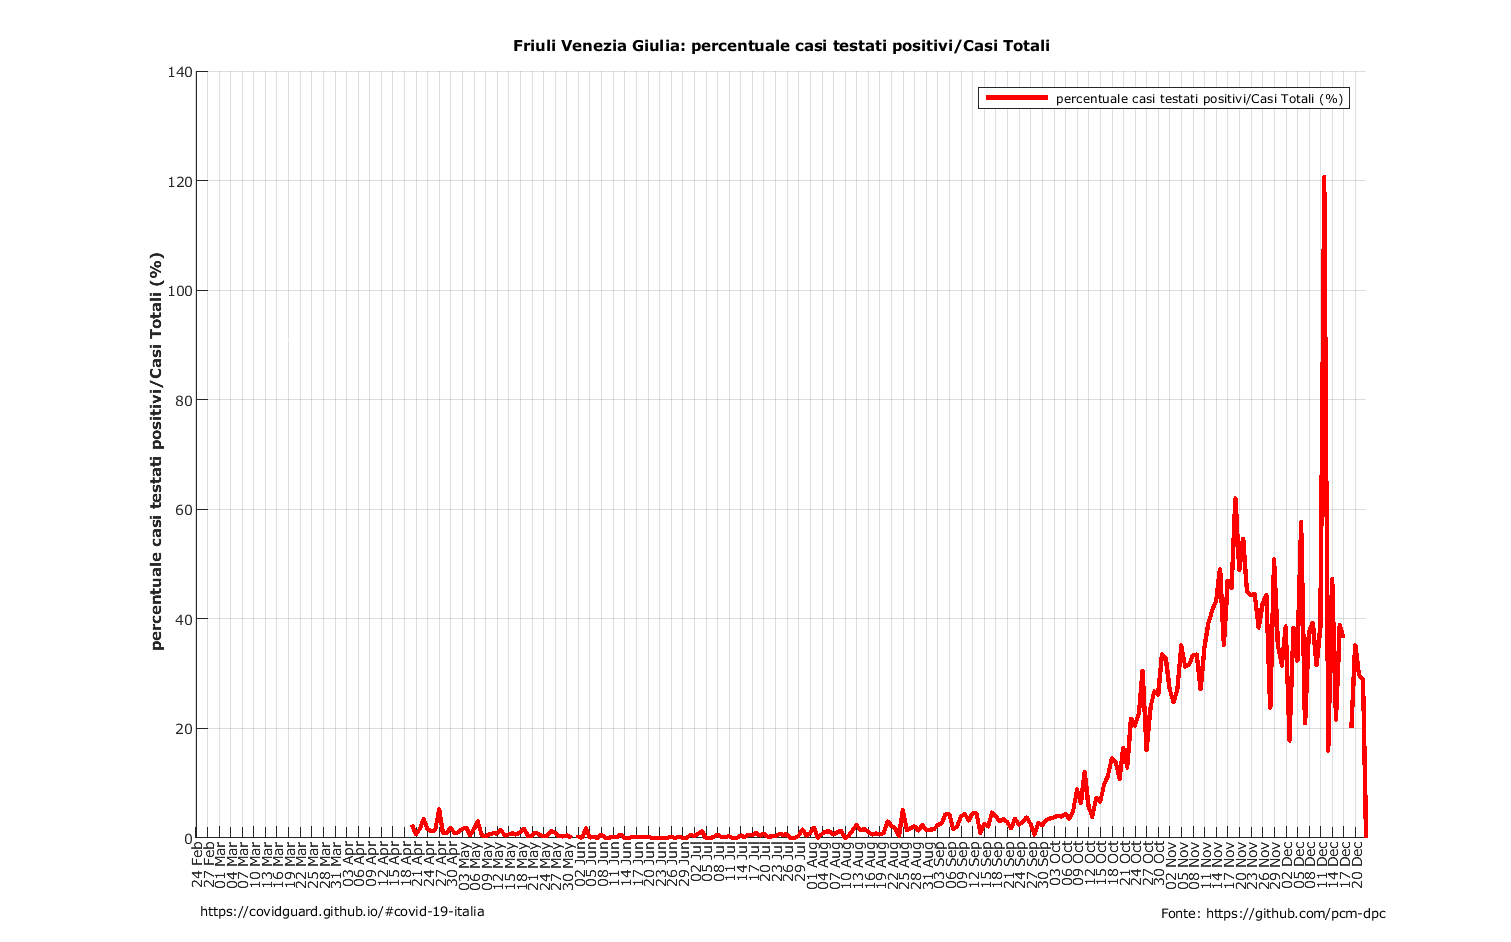 Friuli Venezia Giulia: percentuale casi testati positivi/Casi Totali
percentuale casi testati positivi/Casi Totali (%)
percentuale casi testati positivi/Casi Totali (%)
140
120
100
80
60
40
20
0
24 Feb
27 Feb
01 Mar
04 Mar
07 Mar
10 Mar
13 Mar
16 Mar
19 Mar
22 Mar
25 Mar
28 Mar
31 Mar
03 Apr
06 Apr
09 Apr
12 Apr
15 Apr
18 Apr
21 Apr
24 Apr
27 Apr
30 Apr
03 May
06 May
09 May
12 May
15 May
18 May
21 May
24 May
27 May
30 May
02 Jun
05 Jun
08 Jun
11 Jun
14 Jun
17 Jun
20 Jun
23 Jun
26 Jun
29 Jun
02 Jul
05 Jul
08 Jul
11 Jul
14 Jul
17 Jul
20 Jul
23 Jul
26 Jul
29 Jul
01 Aug
04 Aug
07 Aug
10 Aug
13 Aug
16 Aug
19 Aug
22 Aug
25 Aug
28 Aug
31 Aug
03 Sep
06 Sep
09 Sep
12 Sep
15 Sep
18 Sep
21 Sep
24 Sep
27 Sep
30 Sep
03 Oct
06 Oct
09 Oct
12 Oct
15 Oct
18 Oct
21 Oct
24 Oct
27 Oct
30 Oct
02 Nov
05 Nov
08 Nov
11 Nov
14 Nov
17 Nov
20 Nov
23 Nov
26 Nov
29 Nov
02 Dec
05 Dec
08 Dec
11 Dec
14 Dec
17 Dec
20 Dec
https://covidguard.github.io/#covid-19-italia
Fonte: https://github.com/pcm-dpc